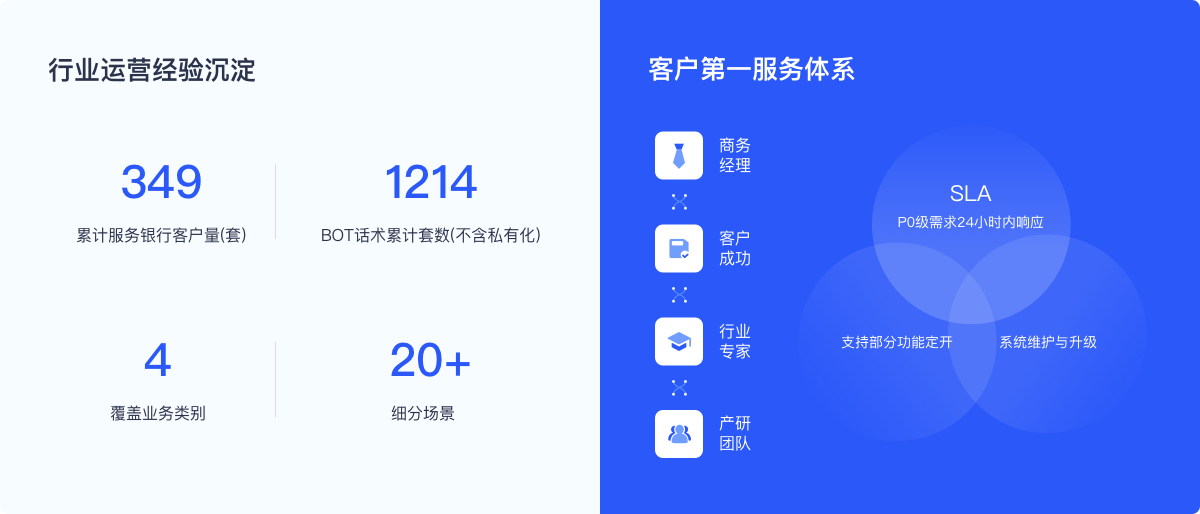 行业运营经验沉淀
349
累计服务银行客户量(套)
1214
BOT话术累计套数(不含私有化)
4
覆盖业务类别
20+
细分场景
客户第一服务体系
商务
经理
客户
成功
行业
专家
产研
团队
SLA
P0级需求24小时内响应
支持部分功能定开
系统维护与升级